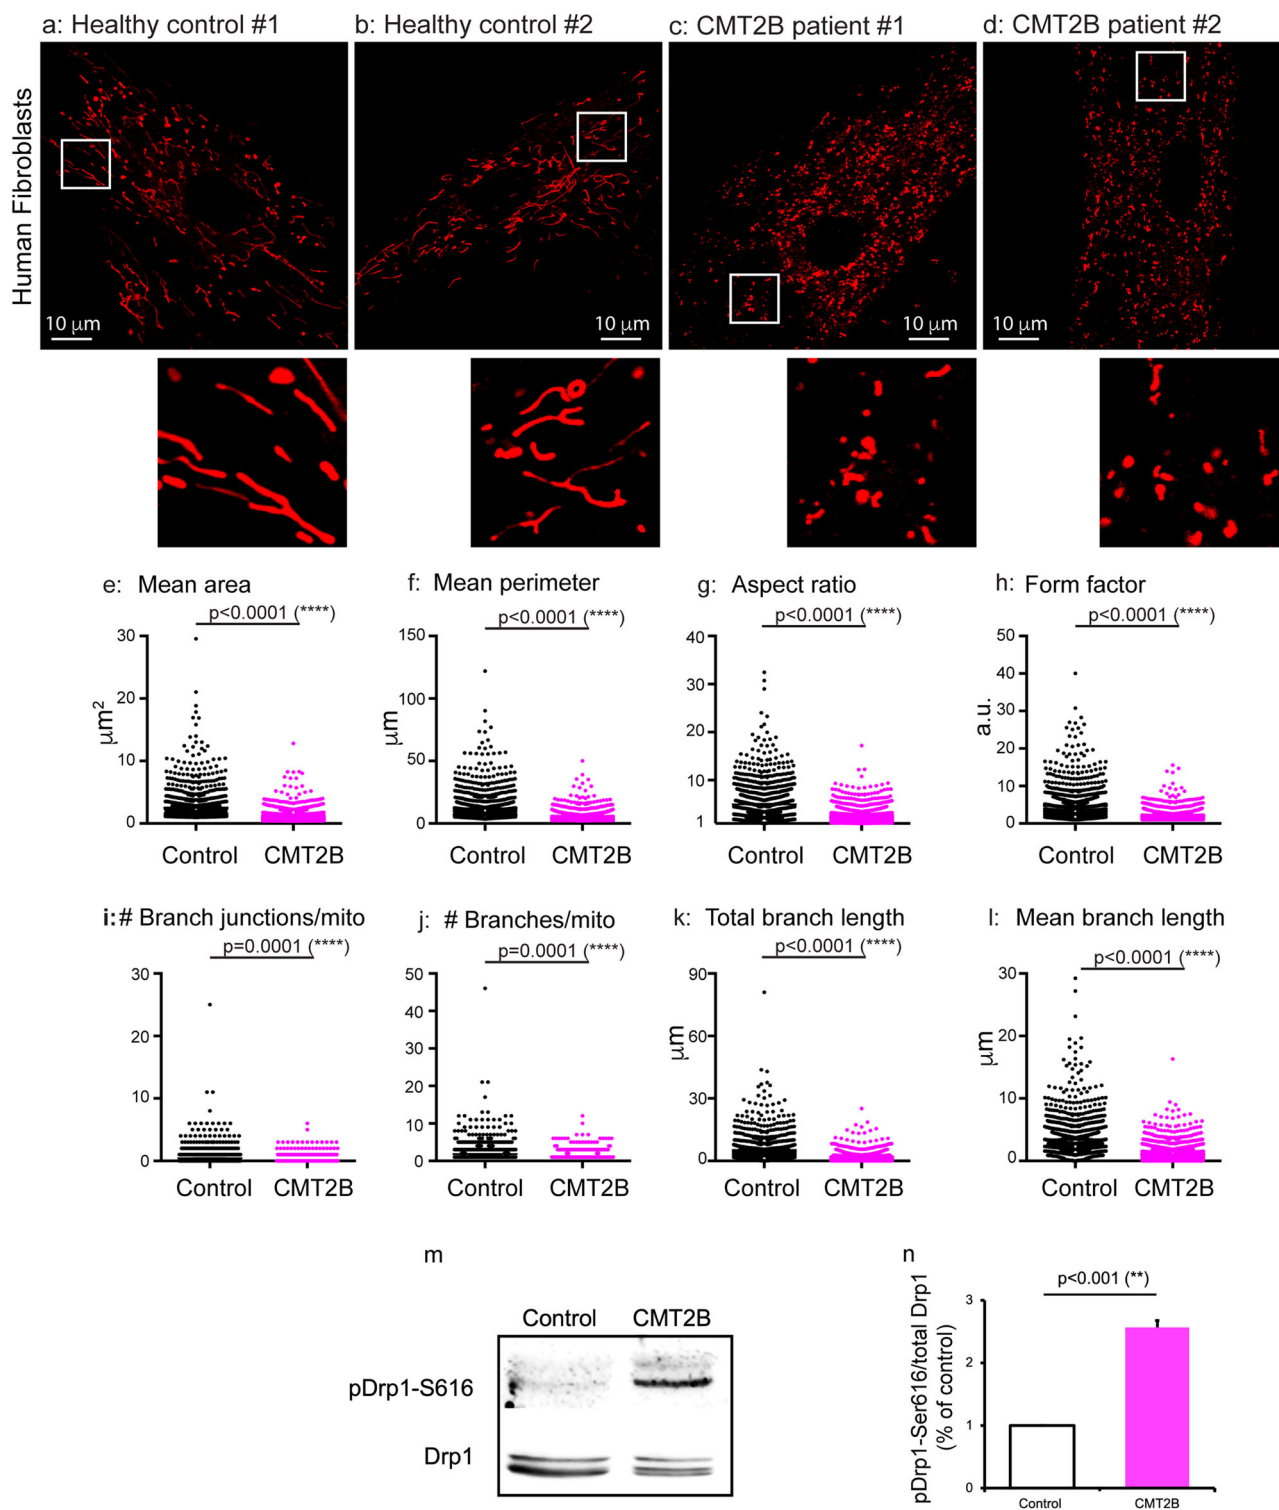 a: Healthy control #1
b: Healthy control #2
c: CMT2B patient #1
d: CMT2B patient #2
Human Fibroblasts
10 μm
10 μm
10 μm
10 μm
e: Mean area
f: Mean perimeter
g: Aspect ratio
h: Form factor
p<0.0001 (****)
p<0.0001 (****)
p<0.0001 (****)
p<0.0001 (****)
μm²
30
20
10
0
Control
CMT2B
μm
150
100
50
0
Control
CMT2B
40
30
20
10
1
Control
CMT2B
a.u.
50
40
30
20
10
0
Control
CMT2B
i: # Branch junctions/mito
j: # Branches/mito
k: Total branch length
l: Mean branch length
p=0.0001 (****)
p=0.0001 (****)
p<0.0001 (****)
p<0.0001 (****)
30
20
10
0
Control
CMT2B
50
40
30
20
10
0
Control
CMT2B
μm
90
60
30
0
Control
CMT2B
μm
30
20
10
0
Control
CMT2B
m
Control
CMT2B
pDrp1-S616
Drp1
n
p<0.001 (**)
pDrp1-Ser616/total Drp1
(% of control)
3
2
1
0
Control
CMT2B